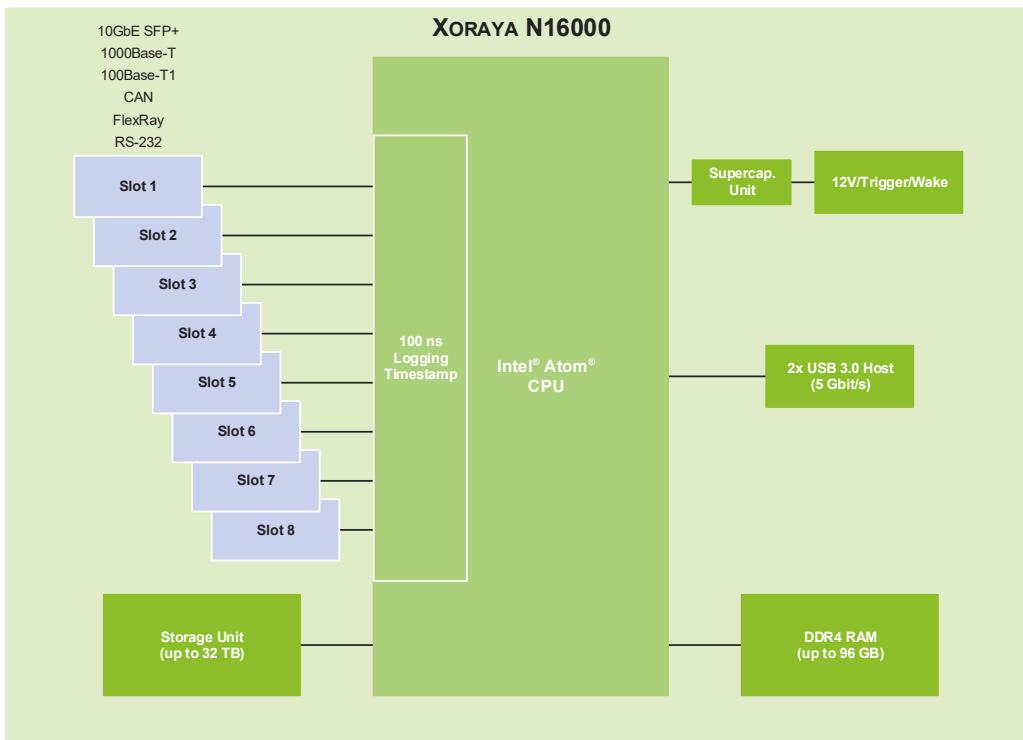 XORAYA N16000
10GbE SFP+
1000Base-T
100Base-T1
CAN
FlexRay
RS-232
Slot 1
Slot 2
Slot 3
Slot 4
Slot 5
Slot 6
Slot 7
Slot 8
100 ns
Logging
Timestamp
Intel® Atom®
CPU
Supercap.
Unit
12V/Trigger/Wake
2x USB 3.0 Host
(5 Gbit/s)
Storage Unit
(up to 32 TB)
DDR4 RAM
(up to 96 GB)